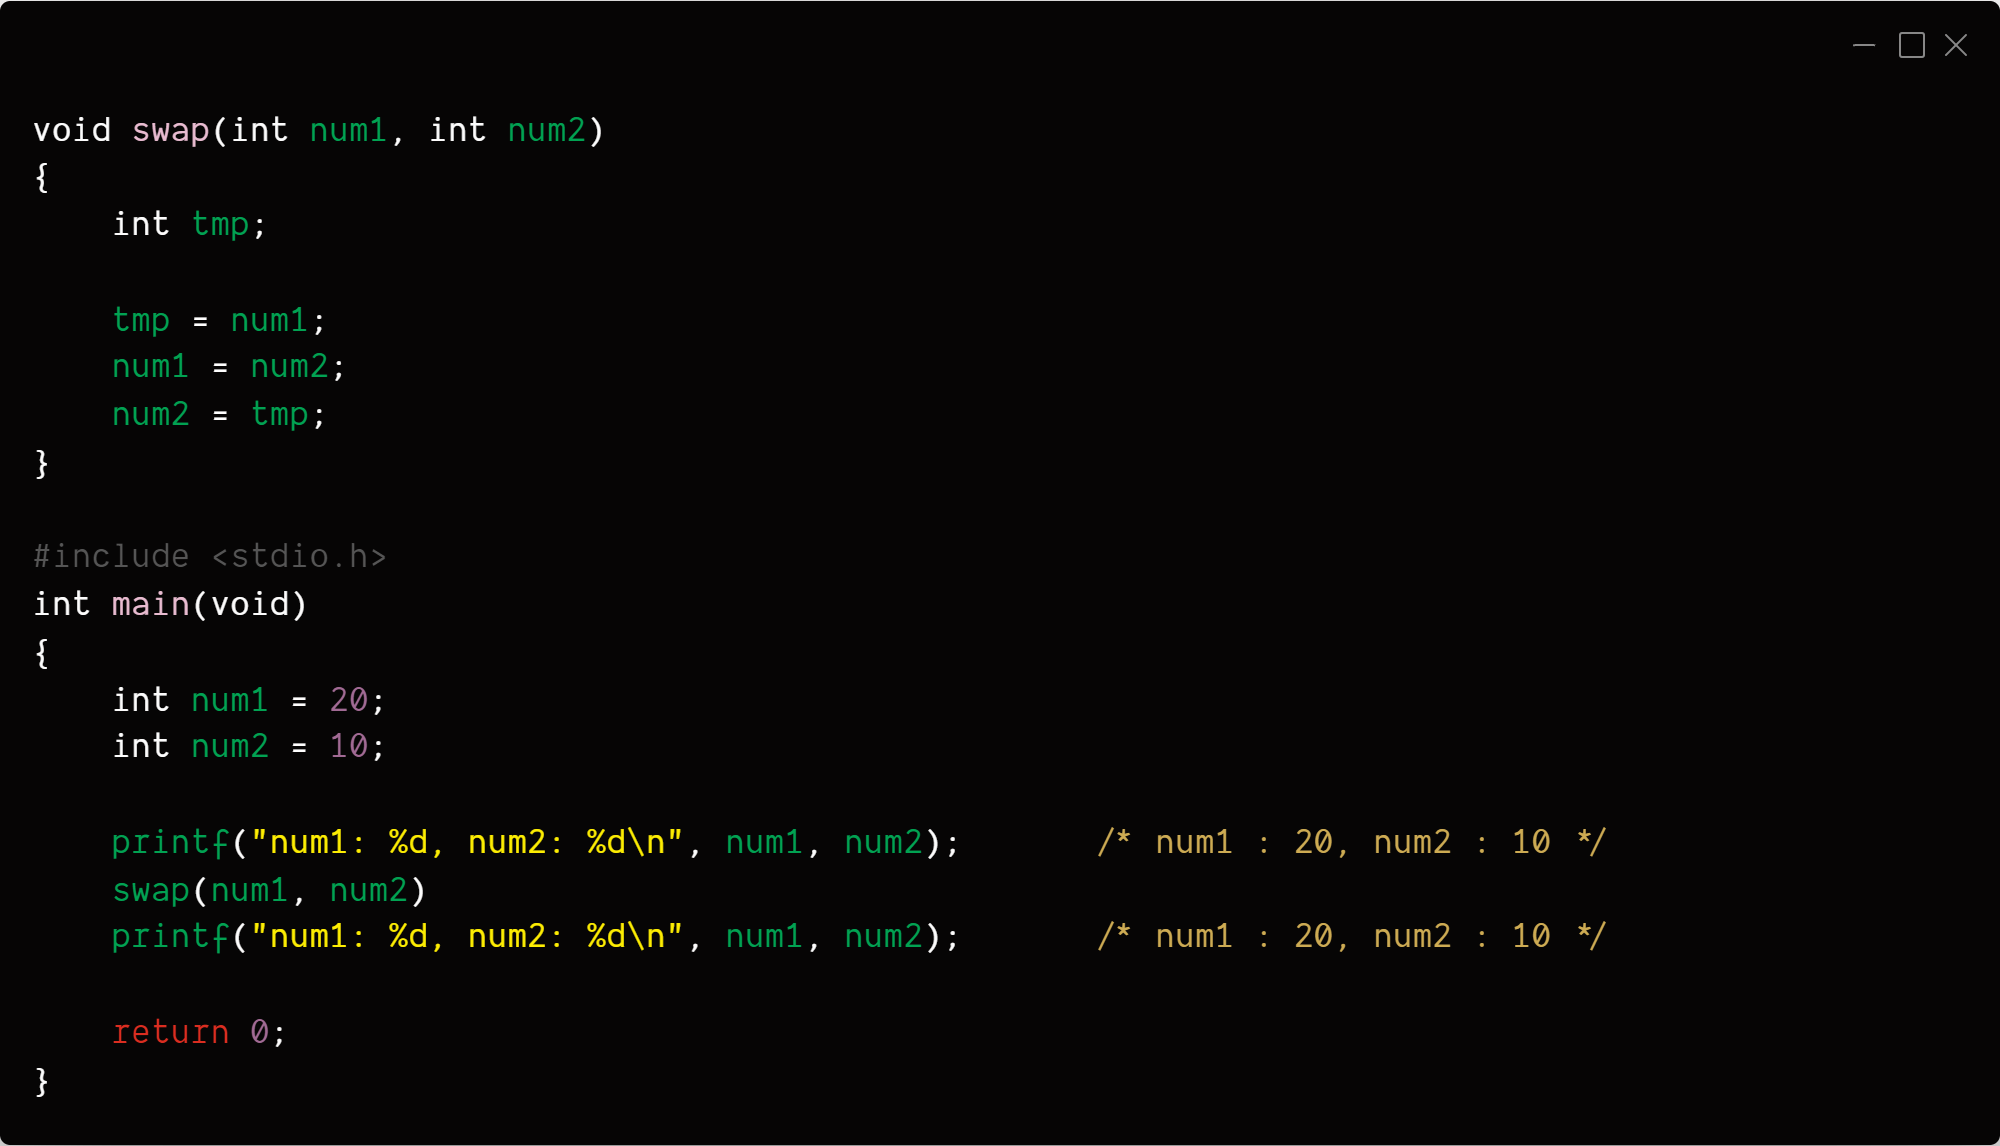 void swap(int num1, int num2)
{
    int tmp;

    tmp = num1;
    num1 = num2;
    num2 = tmp;
}

#include <stdio.h>
int main(void)
{
    int num1 = 20;
    int num2 = 10;

    printf("num1: %d, num2: %d\n", num1, num2);       /* num1 : 20, num2 : 10 */
    swap(num1, num2)
    printf("num1: %d, num2: %d\n", num1, num2);       /* num1 : 20, num2 : 10 */

    return 0;
}